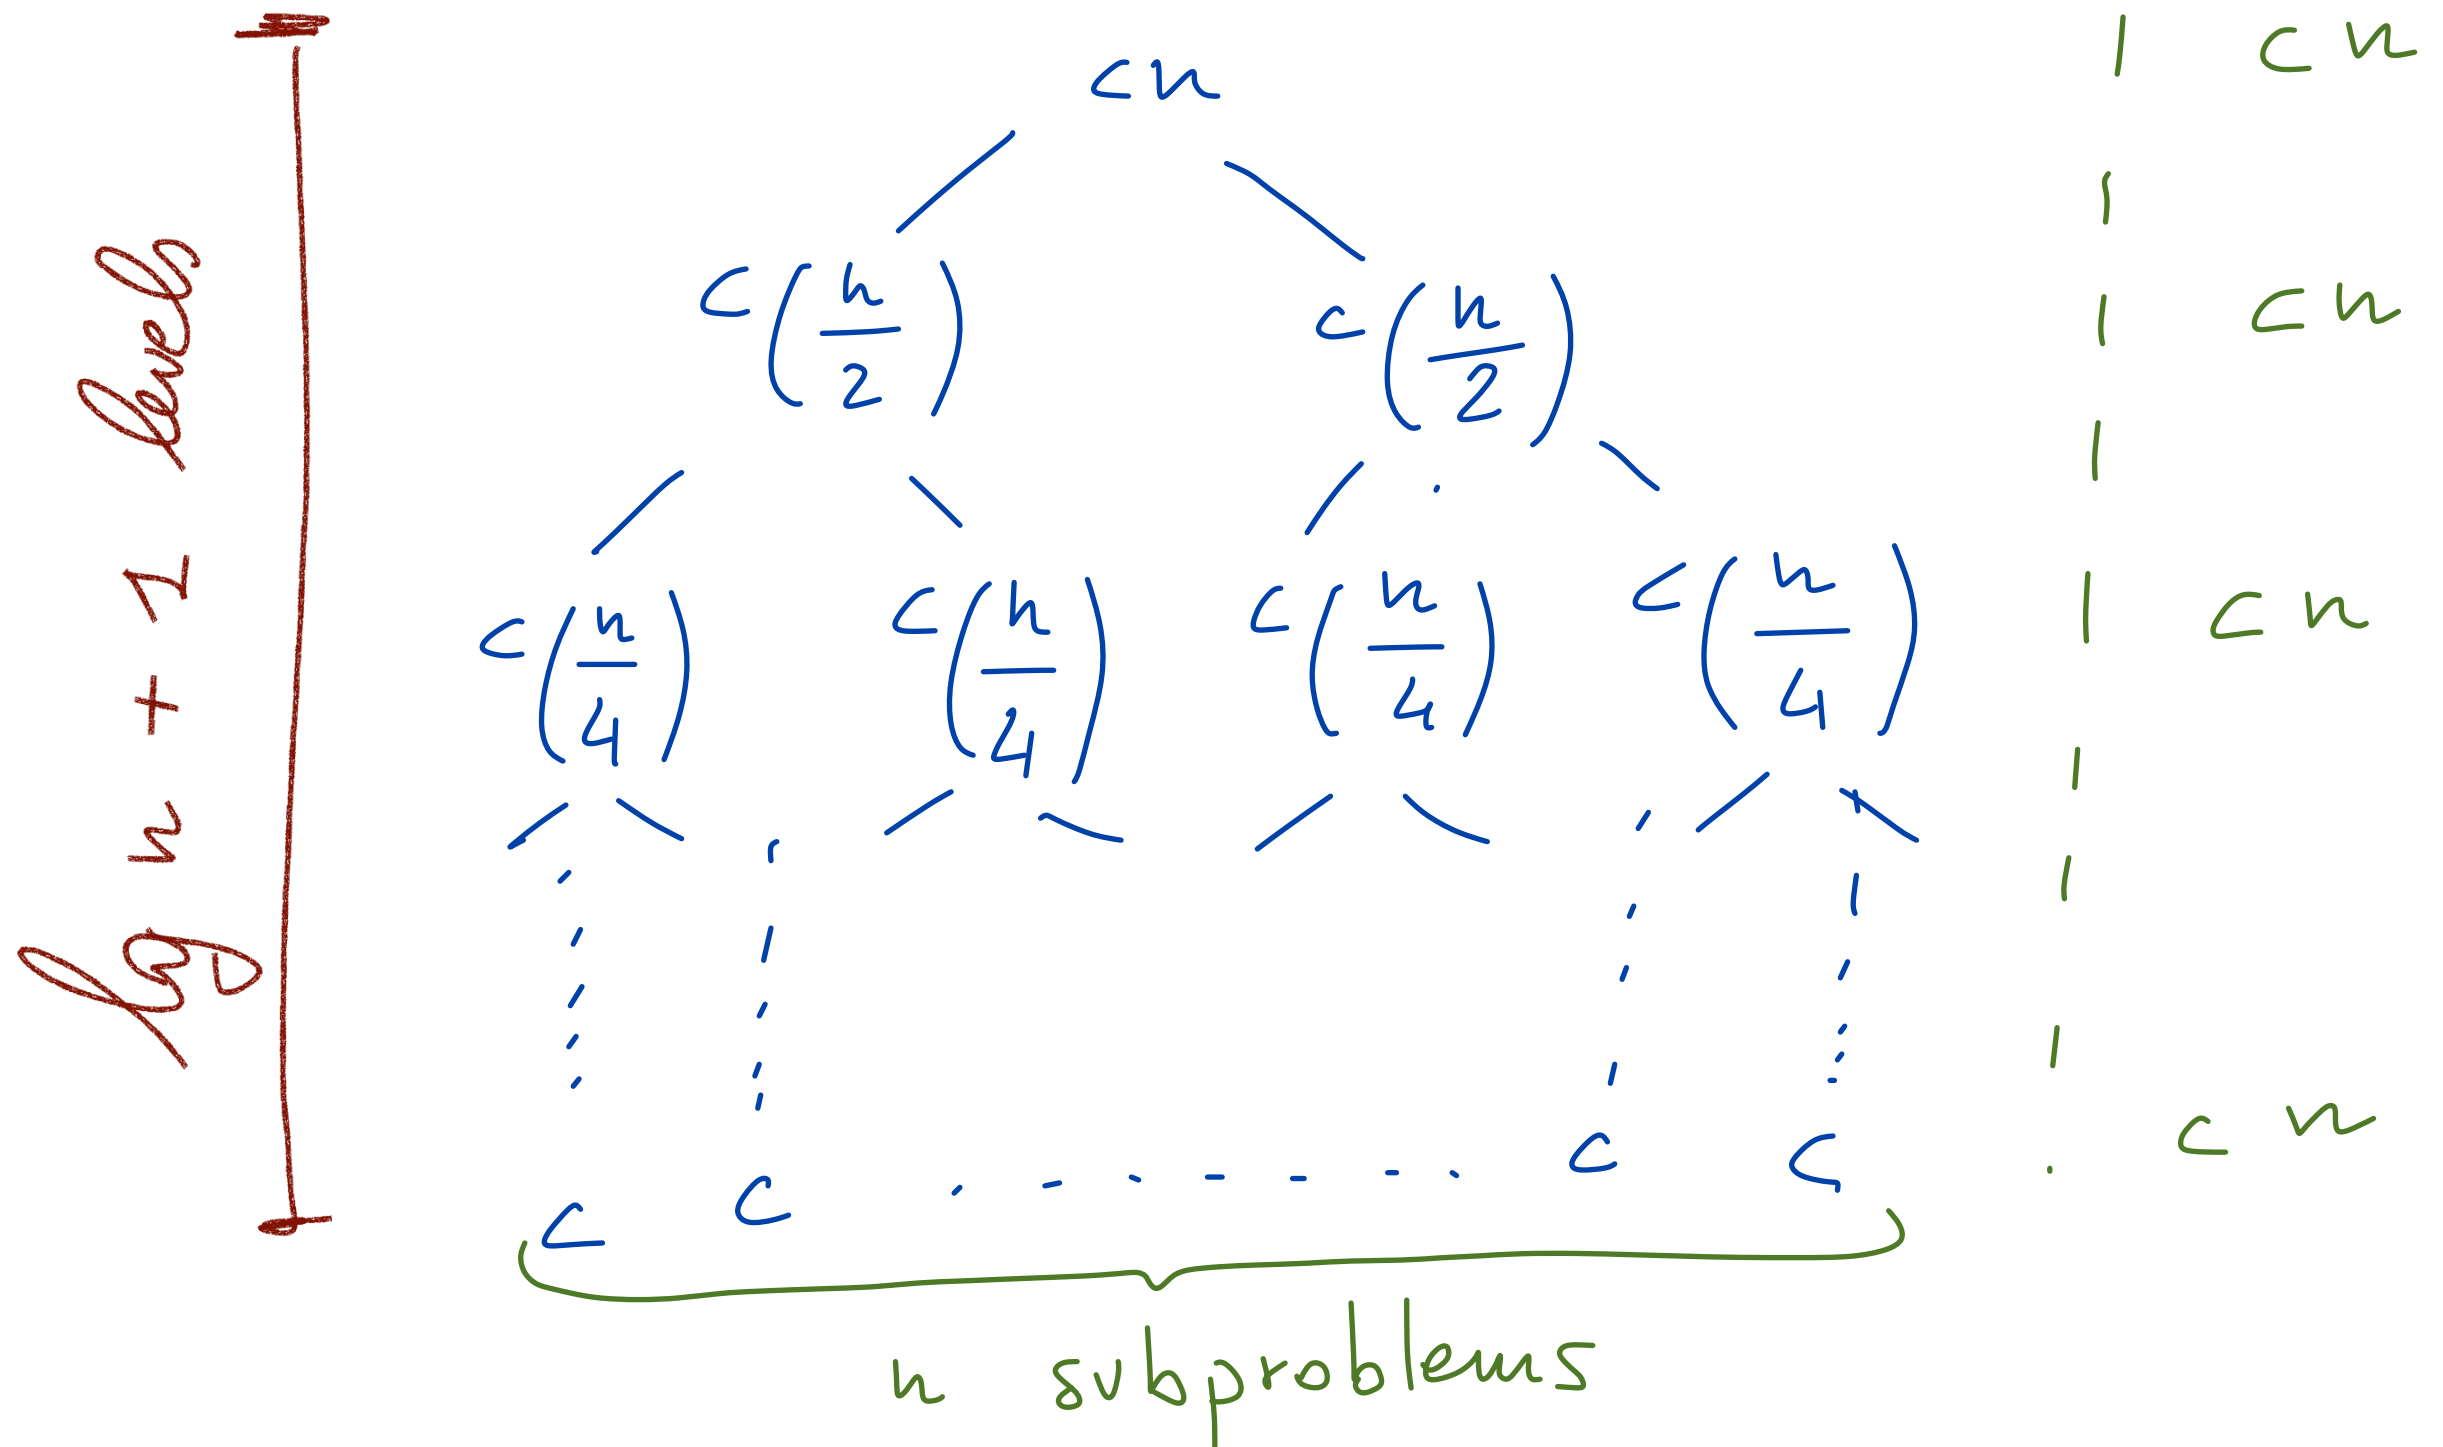 cn | cn
c(n/2) c(n/2) cn
c(n/4) c(n/4) c(n/4) c(n/4) cn
c c - - - - - - c c cn
n subproblems
lg n + 1 levels